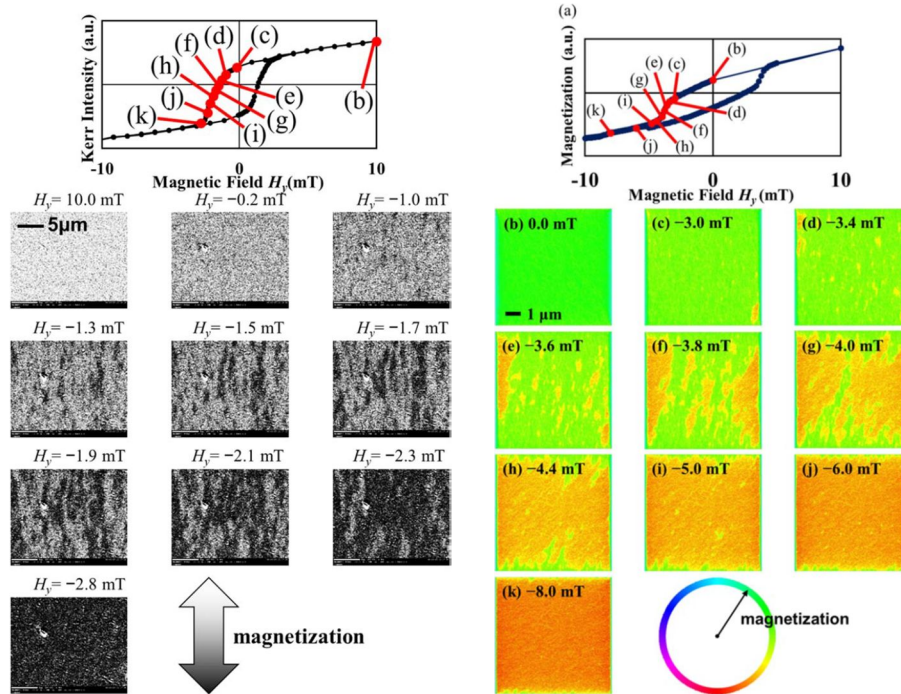 Kerr Intensity (a.u.)
(f)
(d)
(c)
(h)
(j)
(e)
(k)
(g)
(i)
(b)
-10
0
10
Magnetic Field Hy(mT)
Hy= 10.0 mT
Hy= −0.2 mT
Hy= −1.0 mT
5μm
Hy= −1.3 mT
Hy= −1.5 mT
Hy= −1.7 mT
Hy= −1.9 mT
Hy= −2.1 mT
Hy= −2.3 mT
Hy= −2.8 mT
magnetization
(a)
Magnetization (a.u.)
(b)
(e)
(c)
(g)
(i)
(k)
(d)
(f)
(h)
(j)
-10
0
10
Magnetic Field Hy(mT)
(b) 0.0 mT
(c) −3.0 mT
(d) −3.4 mT
1 μm
(e) −3.6 mT
(f) −3.8 mT
(g) −4.0 mT
(h) −4.4 mT
(i) −5.0 mT
(j) −6.0 mT
(k) −8.0 mT
magnetization